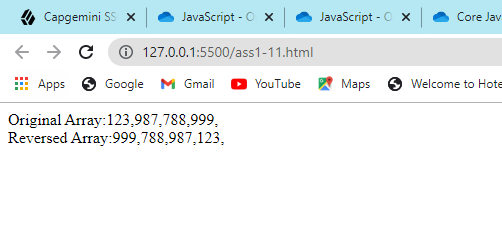 Capgemini SS
JavaScript - O
JavaScript - O
Core Jav
127.0.0.1:5500/ass1-11.html
Apps Google Gmail YouTube Maps Welcome to Hote
Original Array:123,987,788,999,
Reversed Array:999,788,987,123,